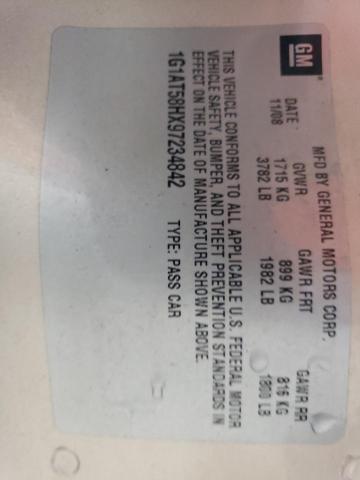 GM
MFD BY GENERAL MOTORS CORP.
DATE: GVWR GAWR FRT GAWR RR
11/08 1715 KG 899 KG 816 KG
3782 LB 1982 LB 1800 LB
THIS VEHICLE CONFORMS TO ALL APPLICABLE U.S. FEDERAL MOTOR
VEHICLE SAFETY, BUMPER, AND THEFT PREVENTION STANDARDS IN
EFFECT ON THE DATE OF MANUFACTURE SHOWN ABOVE.
1G1AT58HX97234842 TYPE: PASS CAR